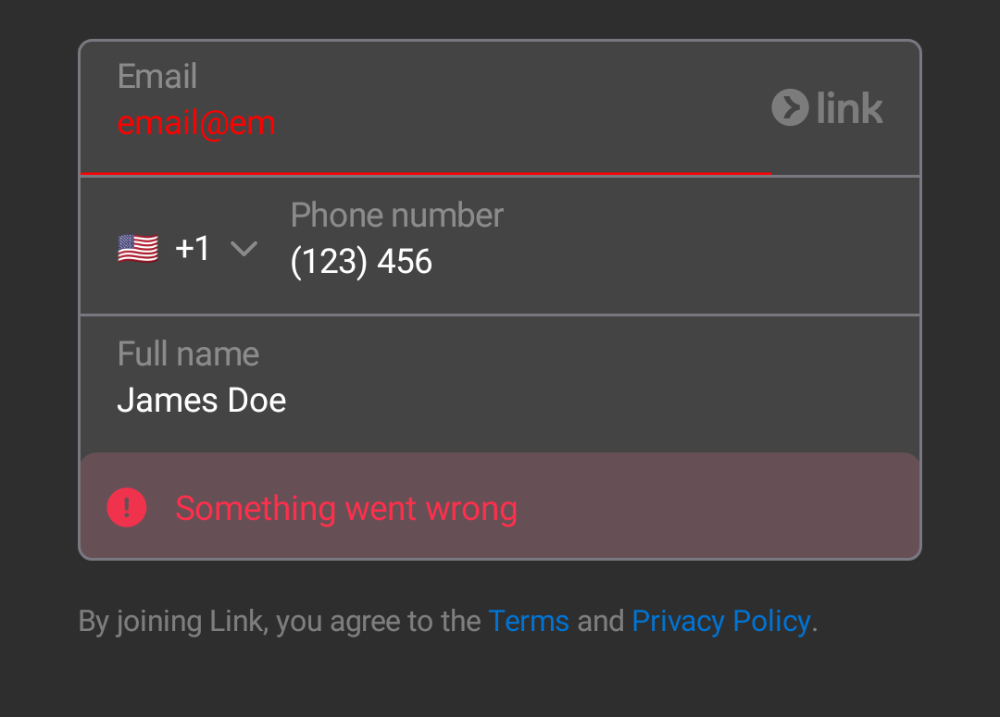 Email
email@em
link
Phone number
+1
(123) 456
Full name
James Doe
Something went wrong
By joining Link, you agree to the Terms and Privacy Policy.